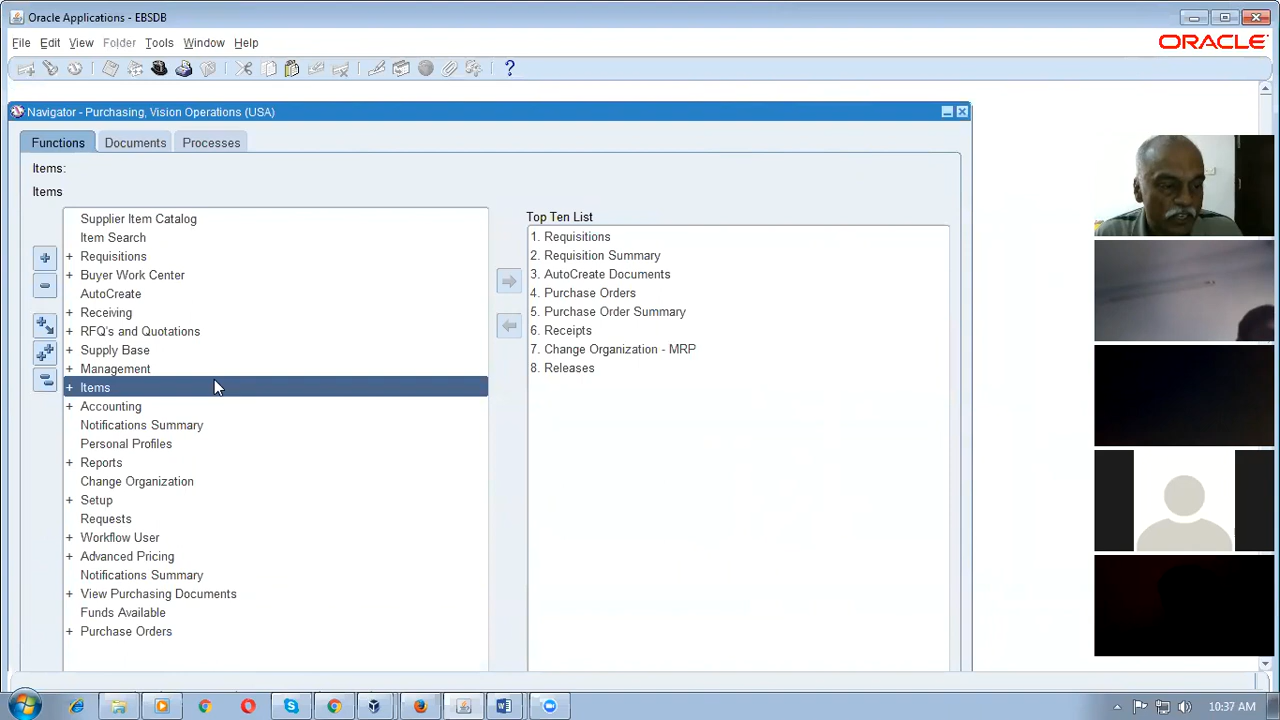 Oracle Applications - EBSDB
File Edit View Folder Tools Window Help
ORACLE
Navigator - Purchasing, Vision Operations (USA)
Functions Documents Processes
Items:
Items
Supplier Item Catalog
Item Search
+ Requisitions
+ Buyer Work Center
AutoCreate
+ Receiving
+ RFQ's and Quotations
+ Supply Base
+ Management
+ Items
+ Accounting
Notifications Summary
Personal Profiles
+ Reports
Change Organization
+ Setup
Requests
+ Workflow User
+ Advanced Pricing
Notifications Summary
+ View Purchasing Documents
Funds Available
+ Purchase Orders
Top Ten List
1. Requisitions
2. Requisition Summary
3. AutoCreate Documents
4. Purchase Orders
5. Purchase Order Summary
6. Receipts
7. Change Organization - MRP
8. Releases
10:37 AM